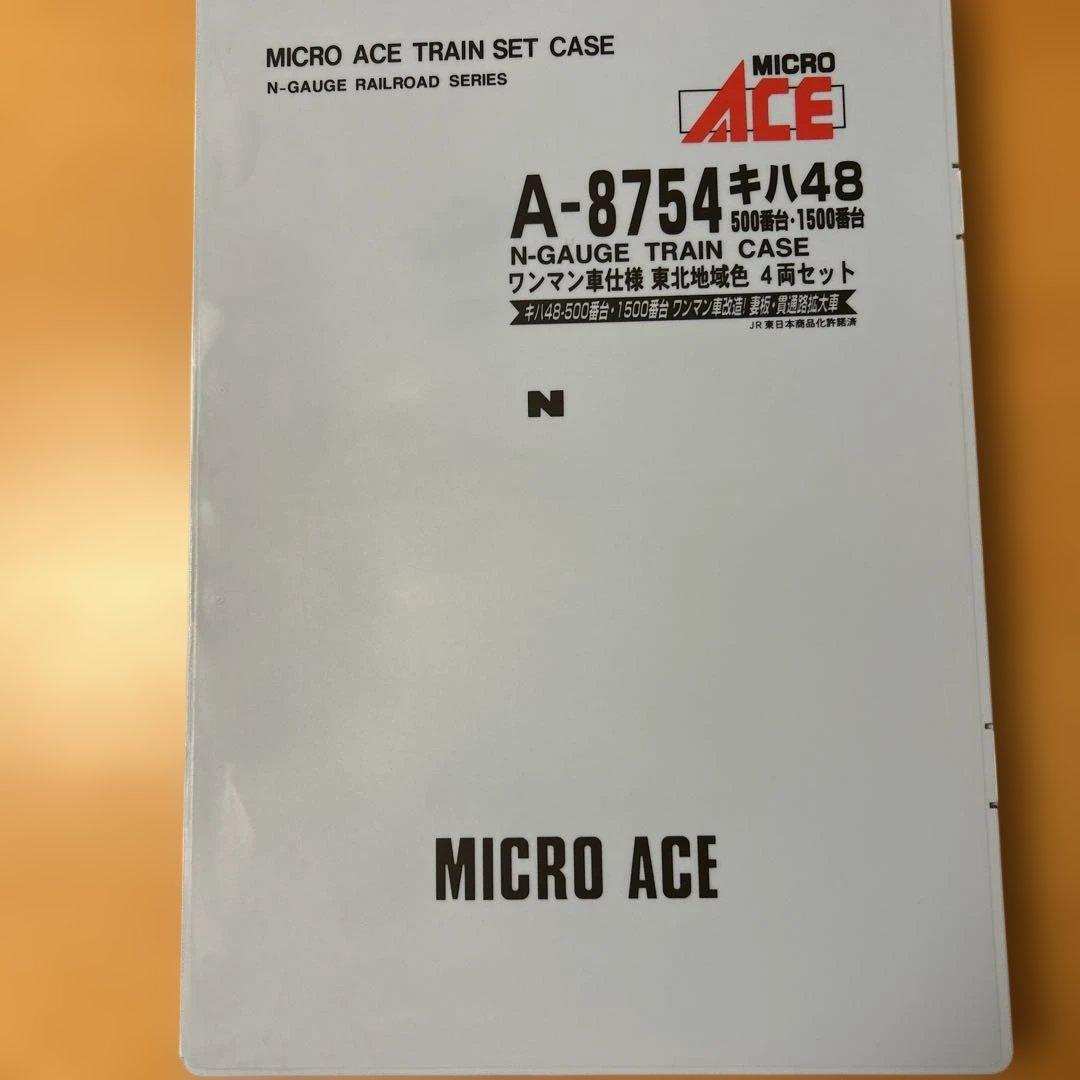 MICRO ACE TRAIN SET CASE
N-GAUGE RAILROAD SERIES
MICRO
ACE
A-8754 キハ48
500番台・1500番台
N-GAUGE TRAIN CASE
ワンマン車仕様 東北地域色 4両セット
キハ48-500番台・1500番台 ワンマン車改造! 妻板・貫通路拡大車
JR東日本商品化許諾済
N
MICRO ACE